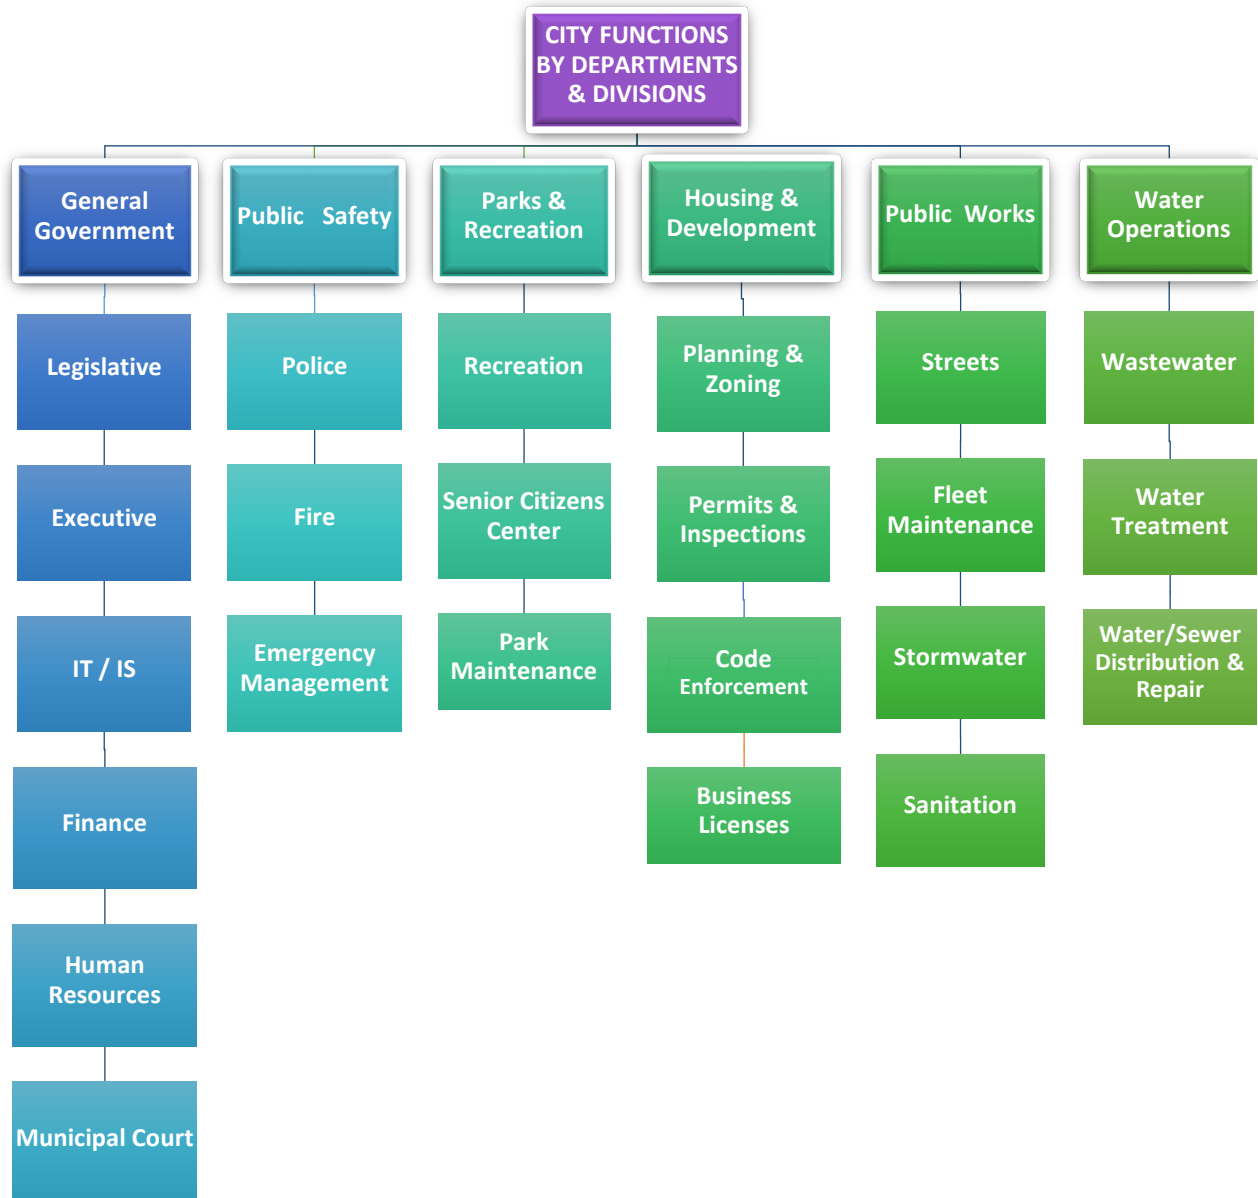 CITY FUNCTIONS
BY DEPARTMENTS
& DIVISIONS
General
Government
Legislative
Executive
IT / IS
Finance
Human
Resources
Municipal Court
Public Safety
Police
Fire
Emergency
Management
Parks &
Recreation
Recreation
Senior Citizens
Center
Park
Maintenance
Housing &
Development
Planning &
Zoning
Permits &
Inspections
Code
Enforcement
Business
Licenses
Public Works
Streets
Fleet
Maintenance
Stormwater
Sanitation
Water
Operations
Wastewater
Water
Treatment
Water/Sewer
Distribution &
Repair